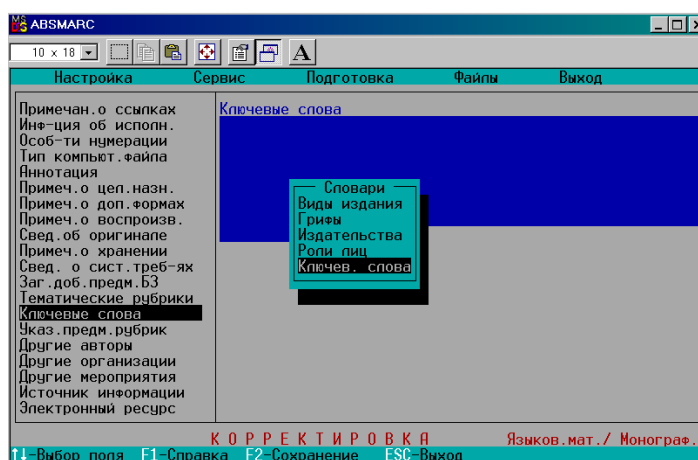 ABSMARC
10 x 18
Настройка Сервис Подготовка Файлы Выход
Примечан.о ссылках
Инф-ция об исполн.
Особ-ти нумерации
Тип компьют.файла
Аннотация
Примеч.о цел.назн.
Примеч.о доп.формах
Примеч.о воспроизв.
Свед.об оригинале
Примеч.о хранении
Свед. о сист.треб-ях
Заг.доб.предм.БЗ
Тематические рубрики
Ключевые слова
Указ.предм.рубрик
Другие авторы
Другие организации
Другие мероприятия
Источник информации
Электронный ресурс
Ключевые слова
Словари
Виды издания
Грифы
Издательства
Роли лиц
Ключев. слова
К О Р Р Е К Т И Р О В К А Языков.мат./ Монограф.
↑↓-Выбор поля F1-Справка F2-Сохранение ESC-Выход